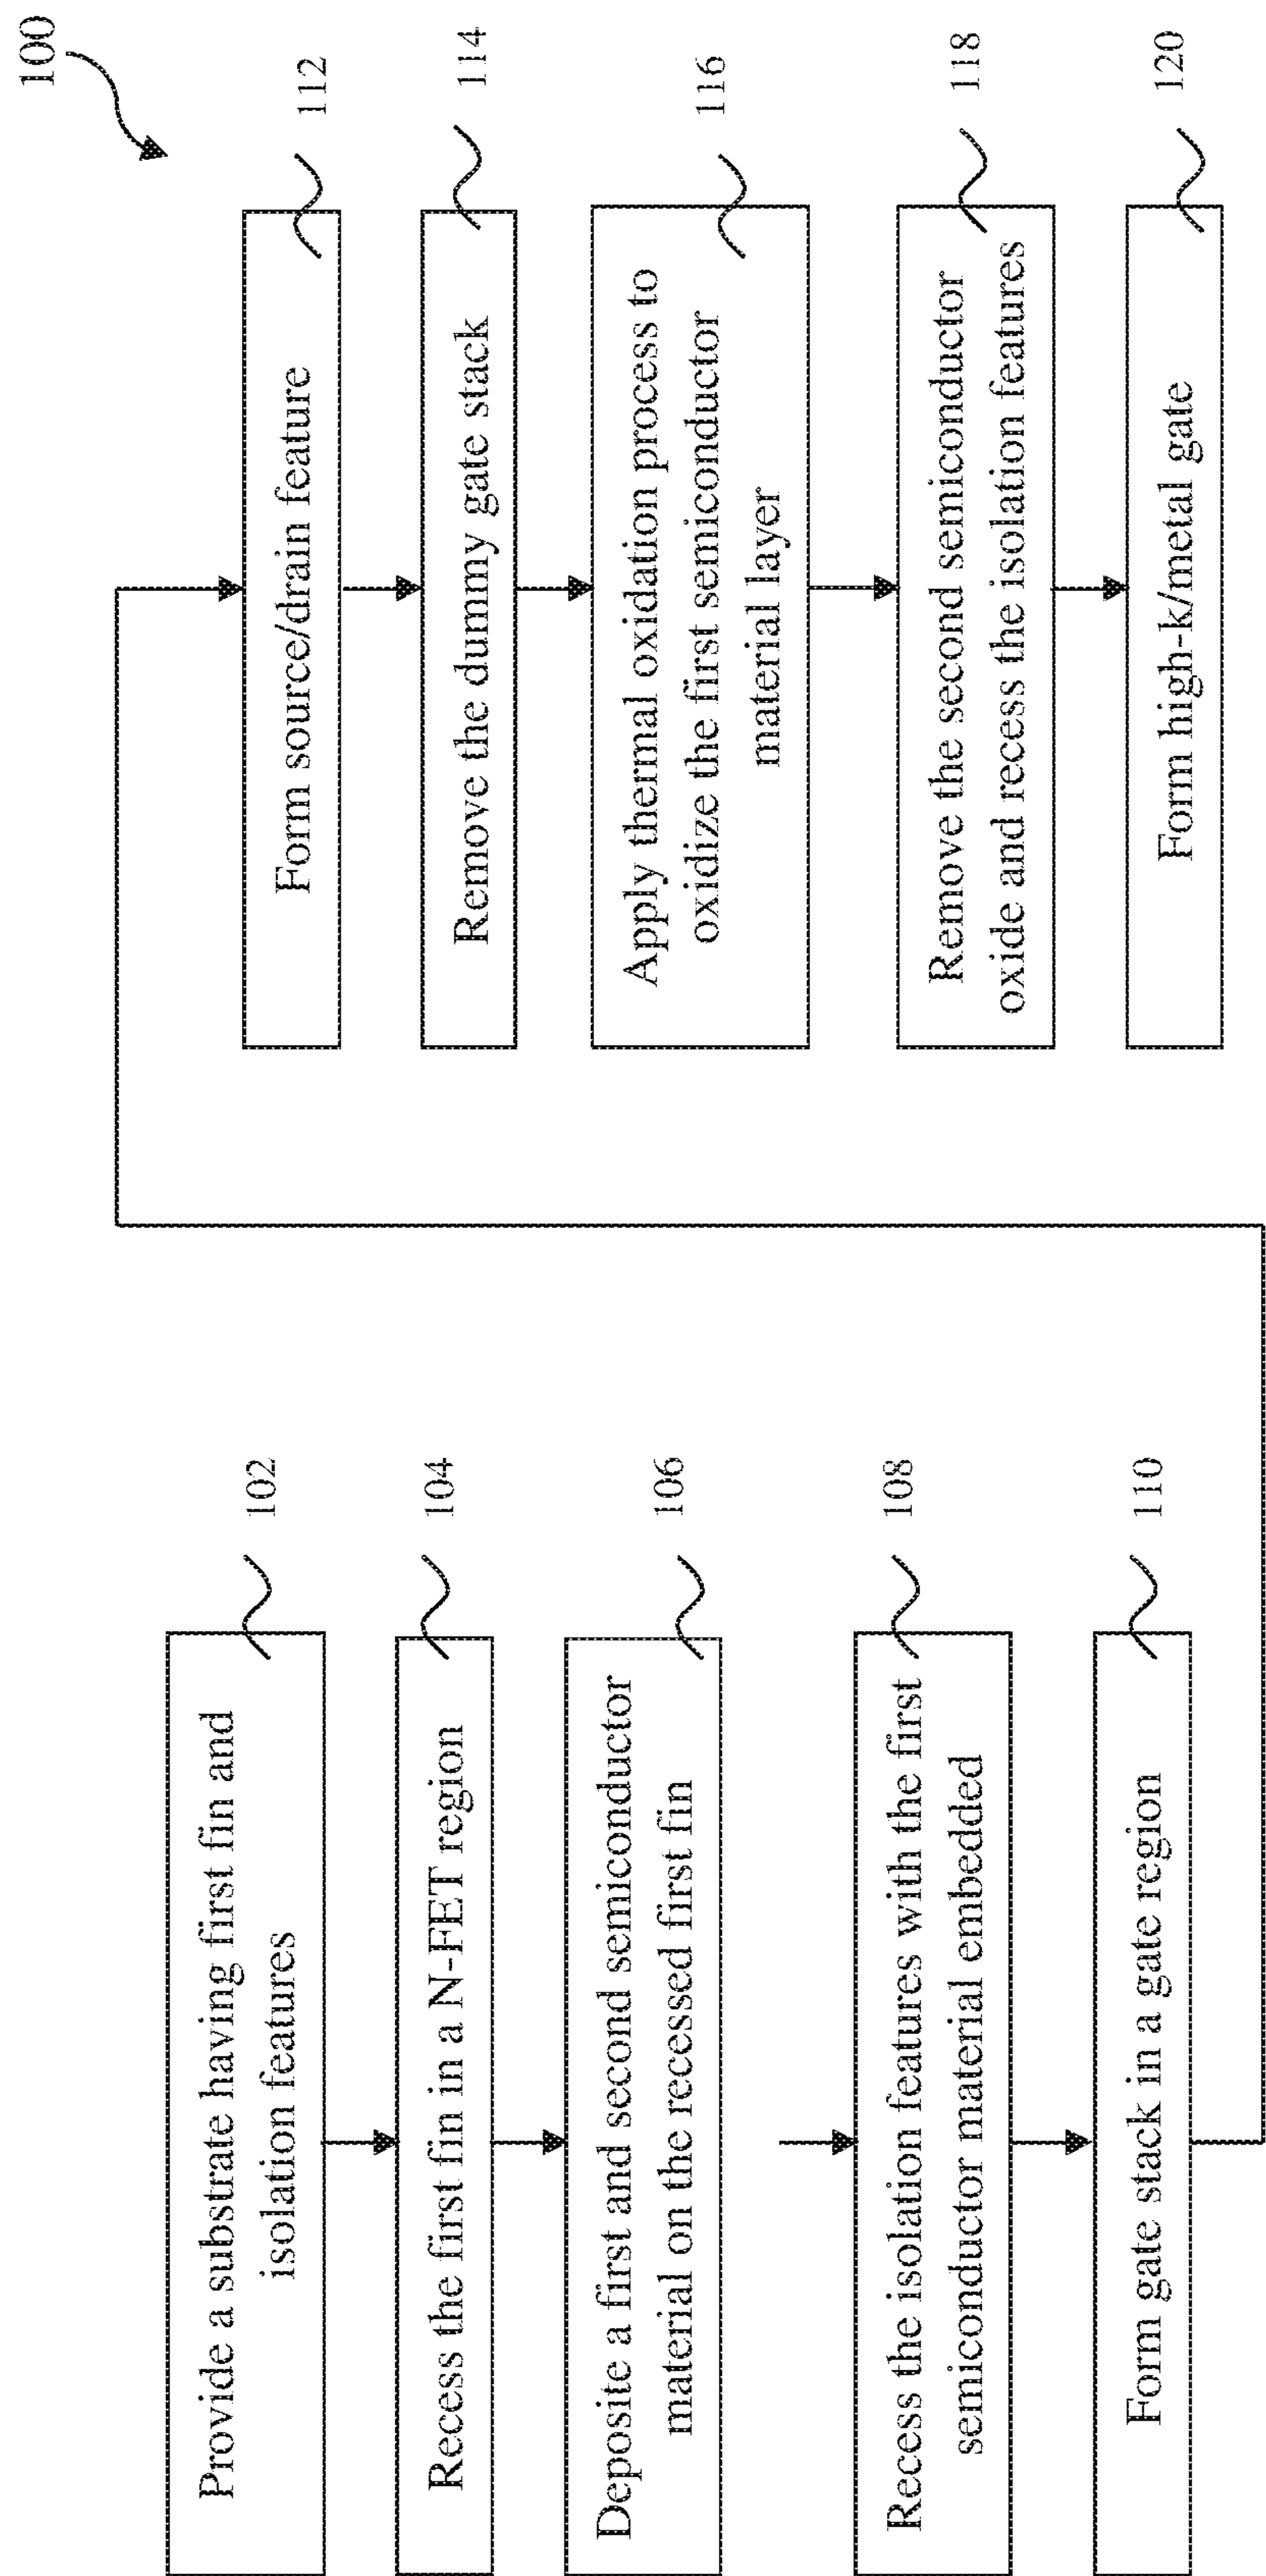 100
Provide a substrate having first fin and
isolation features
102
Recess the first fin in a N-FET region
104
Deposite a first and second semiconductor
material on the recessed first fin
106
Recess the isolation features with the first
semiconductor material embedded
108
Form gate stack in a gate region
110
Form source/drain feature
112
Remove the dummy gate stack
114
Apply thermal oxidation process to
oxidize the first semiconductor
material layer
116
Remove the second semiconductor
oxide and recess the isolation features
118
Form high-k/metal gate
120